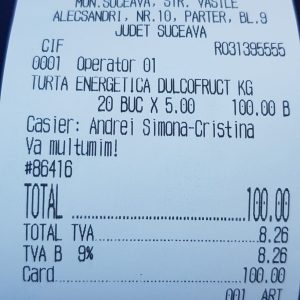 MUN.SUCEAVA, STR. VASILE
ALECSANDRI, NR.10, PARTER, BL.9
JUDET SUCEAVA
CIF RO31395555
0001 Operator 01
TURTA ENERGETICA DULCOFRUCT KG
20 BUC X 5.00 100.00 B
Casier: Andrei Simona-Cristina
Va multumim!
#86416
TOTAL 100.00
TOTAL TVA 8.26
TVA B 9% 8.26
Card 100.00
001 ART